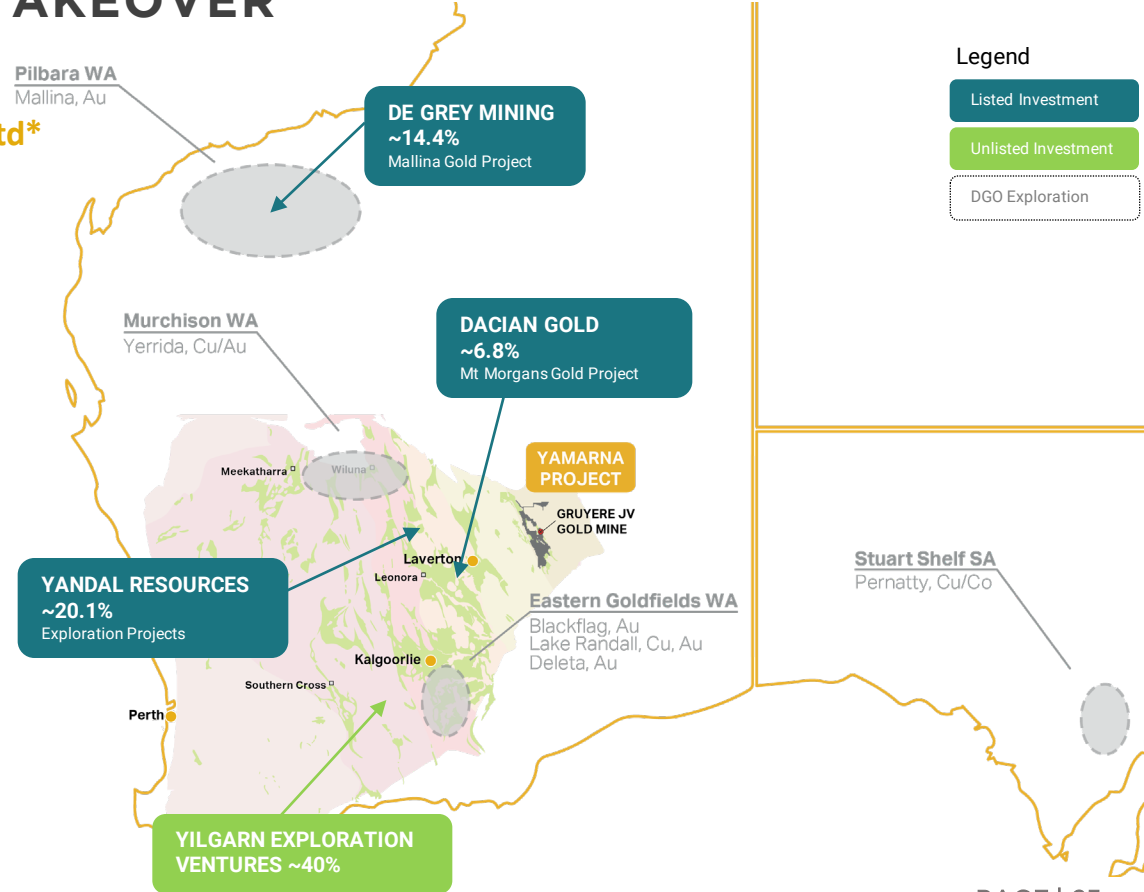 AKEOVER
Pilbara WA
Mallina, Au
td*
DE GREY MINING
~14.4%
Mallina Gold Project
Legend
Listed Investment
Unlisted Investment
DGO Exploration
Murchison WA
Yerrida, Cu/Au
DACIAN GOLD
~6.8%
Mt Morgans Gold Project
Meekatharra
Wiluna
YAMARNA
PROJECT
GRUYERE JV
GOLD MINE
Laverton
Leonora
YANDAL RESOURCES
~20.1%
Exploration Projects
Eastern Goldfields WA
Blackflag, Au
Lake Randall, Cu, Au
Deleta, Au
Stuart Shelf SA
Pernatty, Cu/Co
Kalgoorlie
Southern Cross
Perth
YILGARN EXPLORATION
VENTURES ~40%